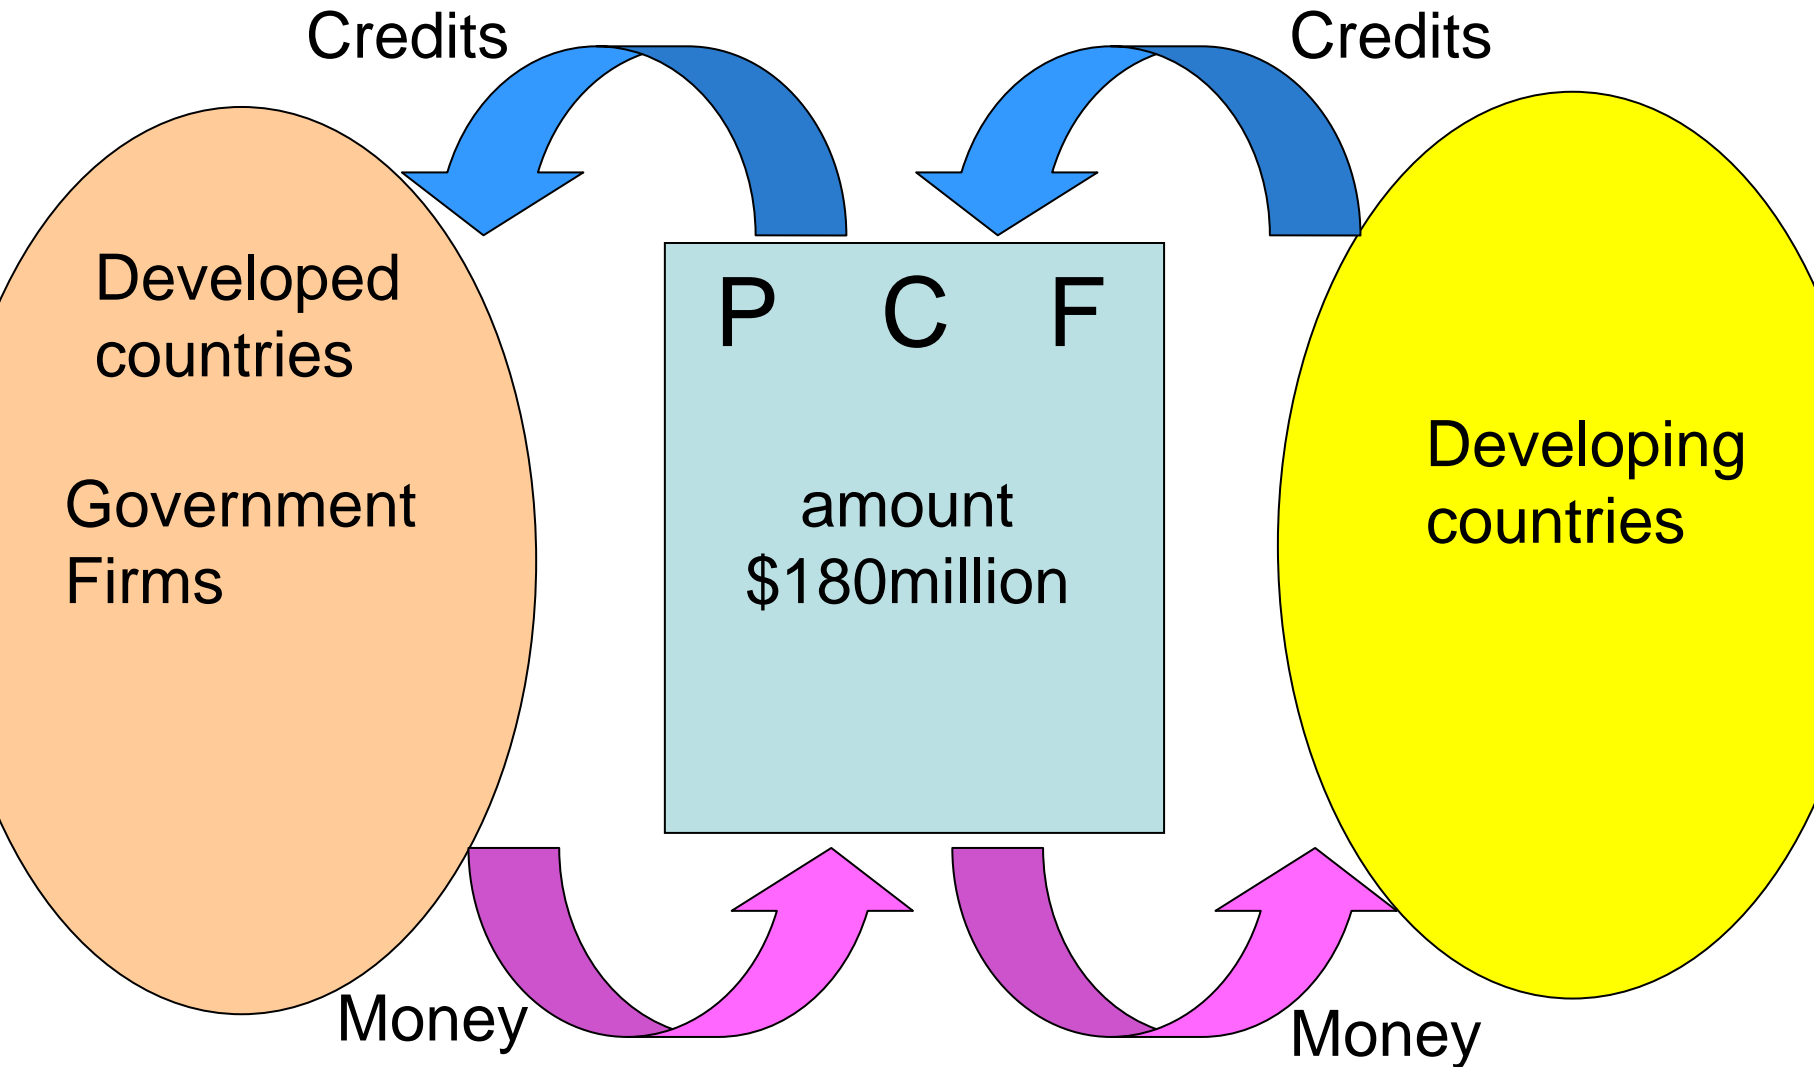 Credits
Credits
Developed
countries
Government
Firms
P C F
amount
$180million
Developing
countries
Money
Money